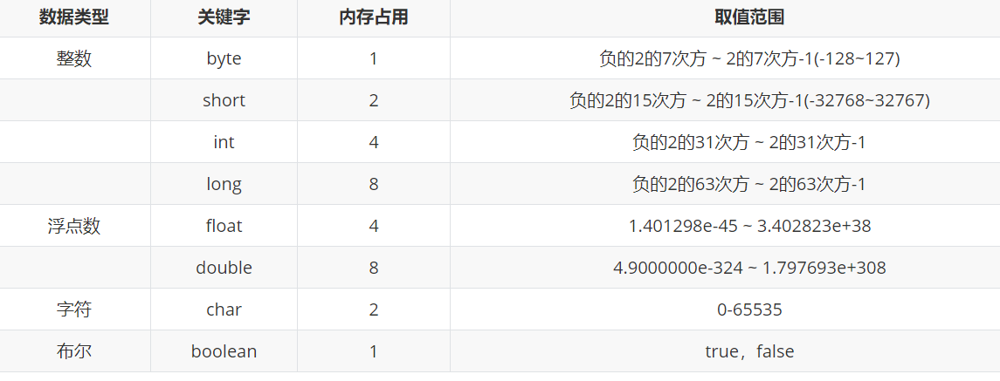 数据类型 关键字 内存占用 取值范围
整数 byte 1 负的2的7次方 ~ 2的7次方-1(-128~127)
short 2 负的2的15次方 ~ 2的15次方-1(-32768~32767)
int 4 负的2的31次方 ~ 2的31次方-1
long 8 负的2的63次方 ~ 2的63次方-1
浮点数 float 4 1.401298e-45 ~ 3.402823e+38
double 8 4.9000000e-324 ~ 1.797693e+308
字符 char 2 0-65535
布尔 boolean 1 true，false